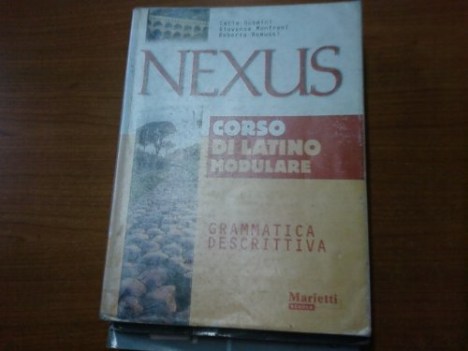 NEXUS
CORSO
DI LATINO
MODULARE
GRAMMATICA
DESCRITTIVA
Marietti